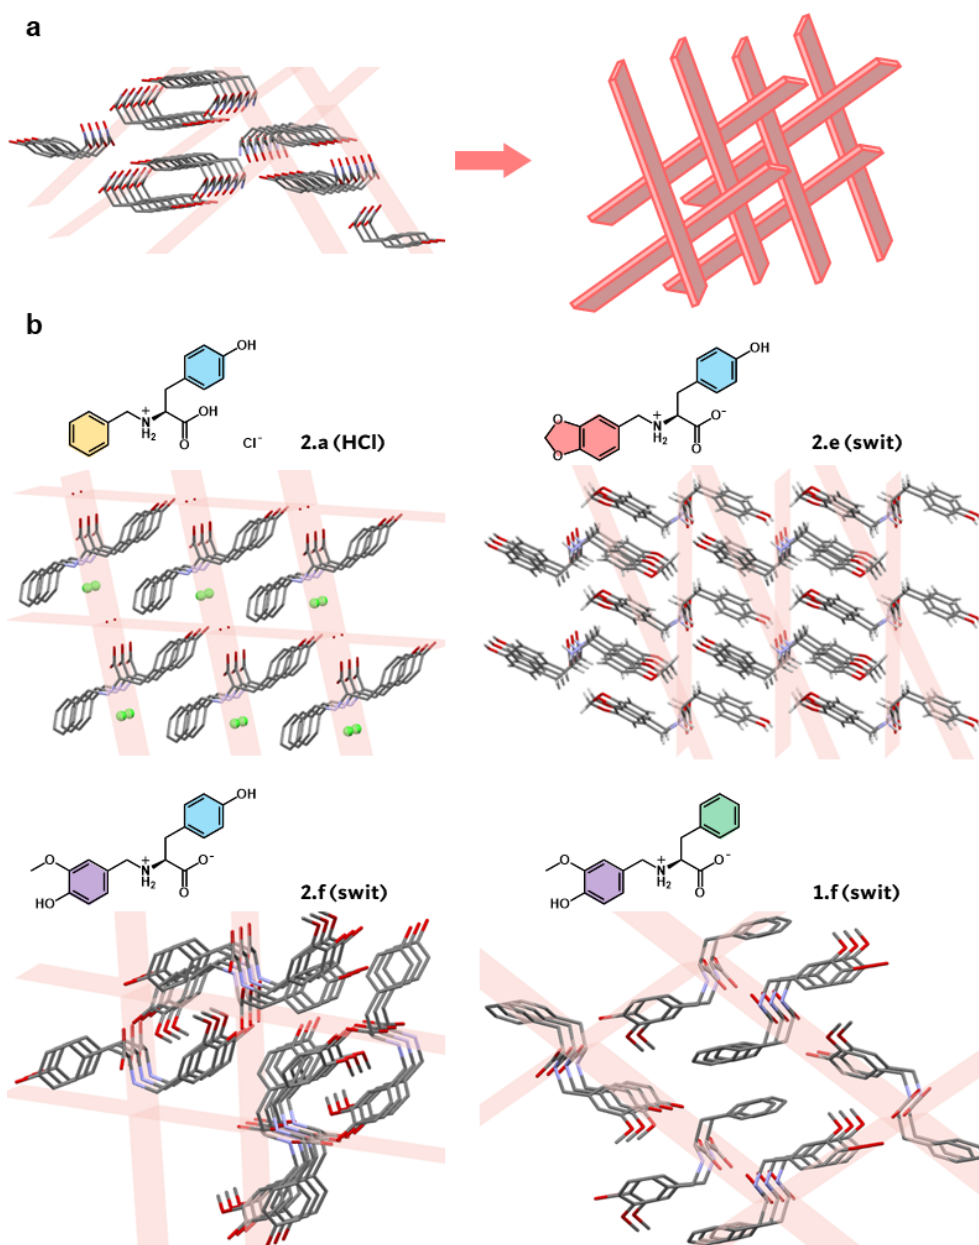 a
b
OH
OH
N+
H2
O
Cl-
2.a (HCl)
OH
O
O
N+
H2
O-
O
2.e (swit)
OH
O
HO
N+
H2
O-
O
2.f (swit)
O
HO
N+
H2
O-
O
1.f (swit)